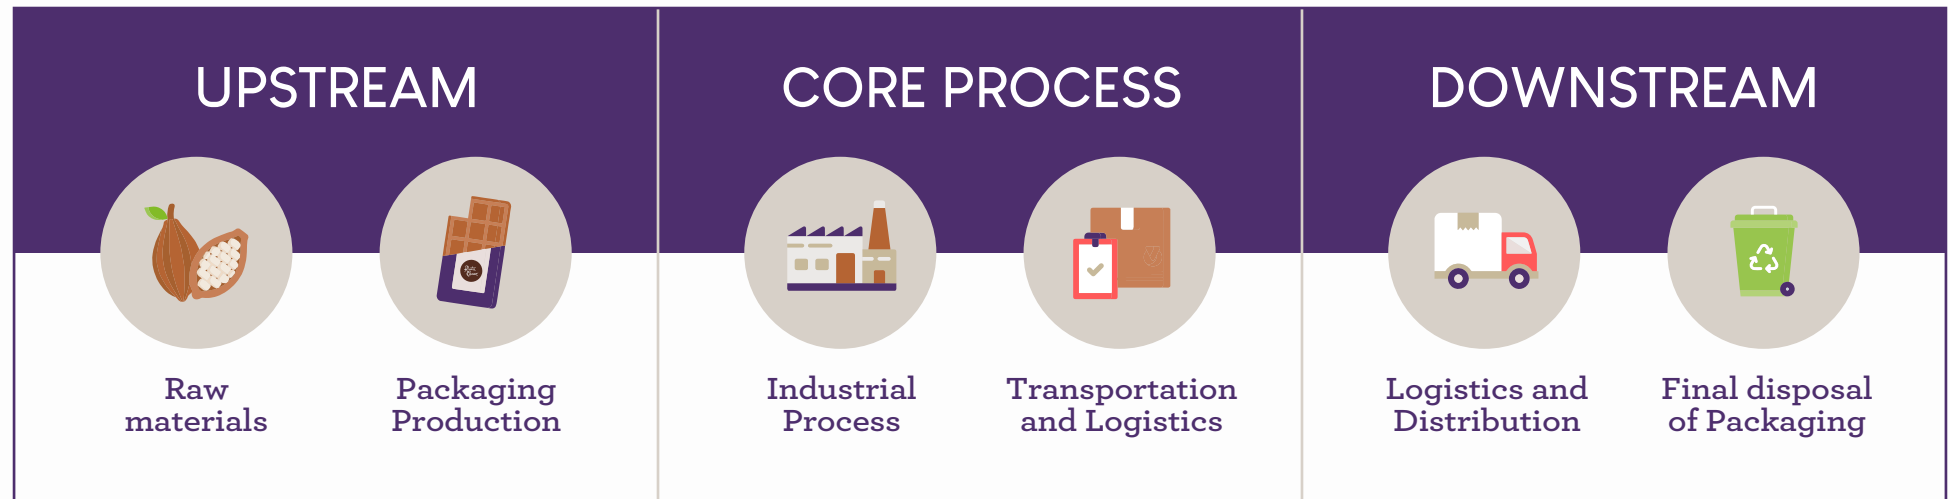 UPSTREAM
CORE PROCESS
DOWNSTREAM
Raw
materials
Packaging
Production
Industrial
Process
Transportation
and Logistics
Logistics and
Distribution
Final disposal
of Packaging